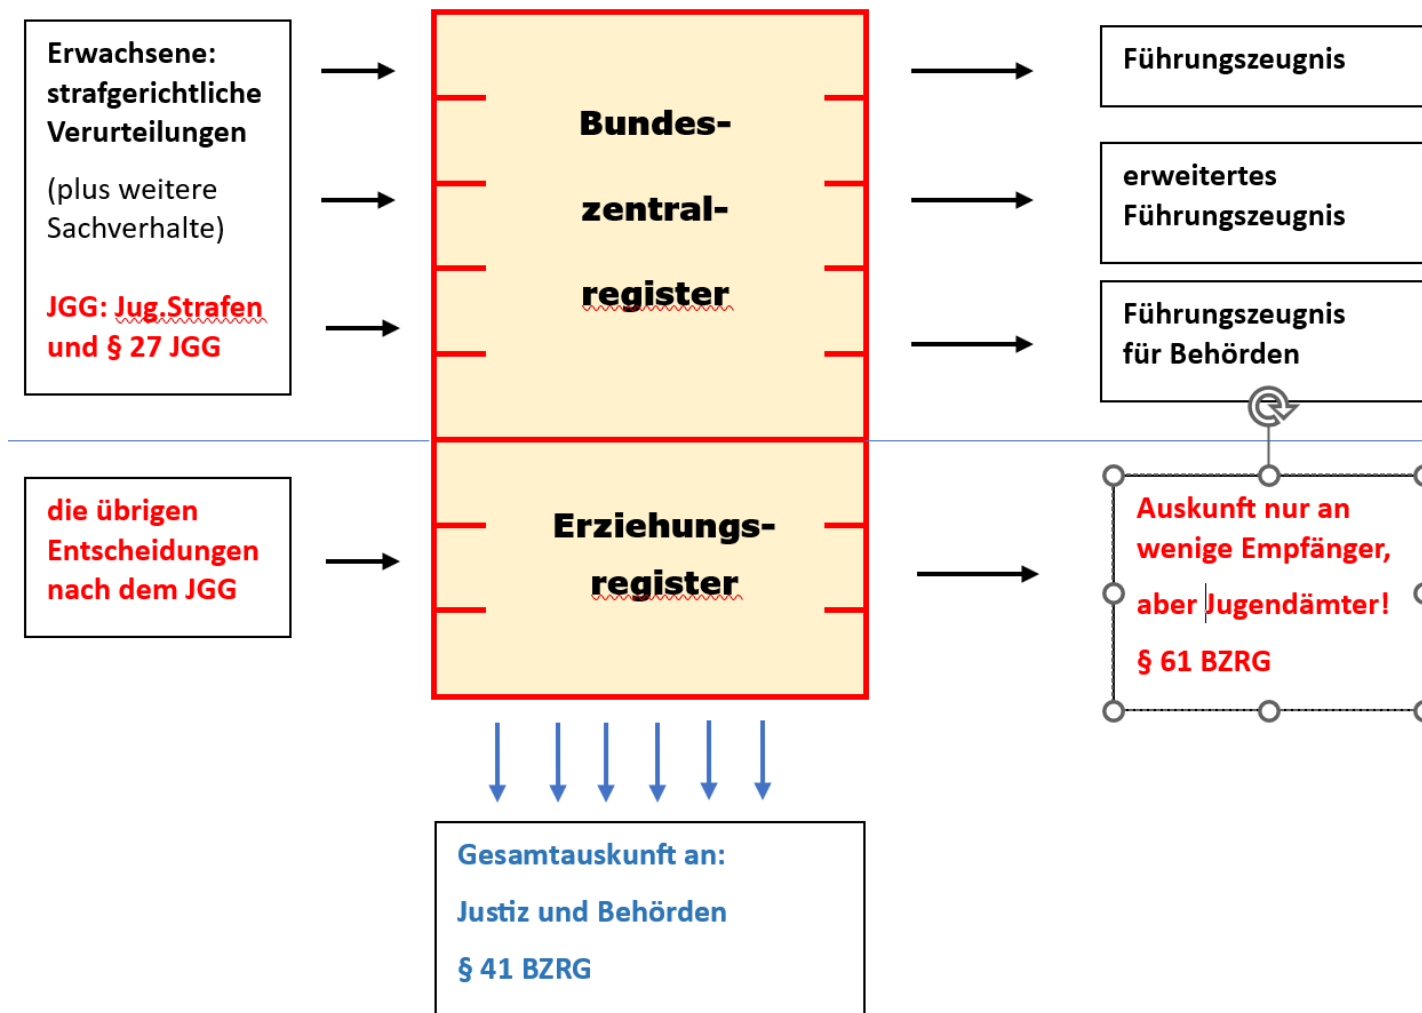 Erwachsene:
strafgerichtliche
Verurteilungen
(plus weitere
Sachverhalte)
JGG: Jug.Strafen
und § 27 JGG
Bundes-
zentral-
register
Führungszeugnis
erweitertes
Führungszeugnis
Führungszeugnis
für Behörden
die übrigen
Entscheidungen
nach dem JGG
Erziehungs-
register
Auskunft nur an
wenige Empfänger,
aber Jugendämter!
§ 61 BZRG
Gesamtauskunft an:
Justiz und Behörden
§ 41 BZRG